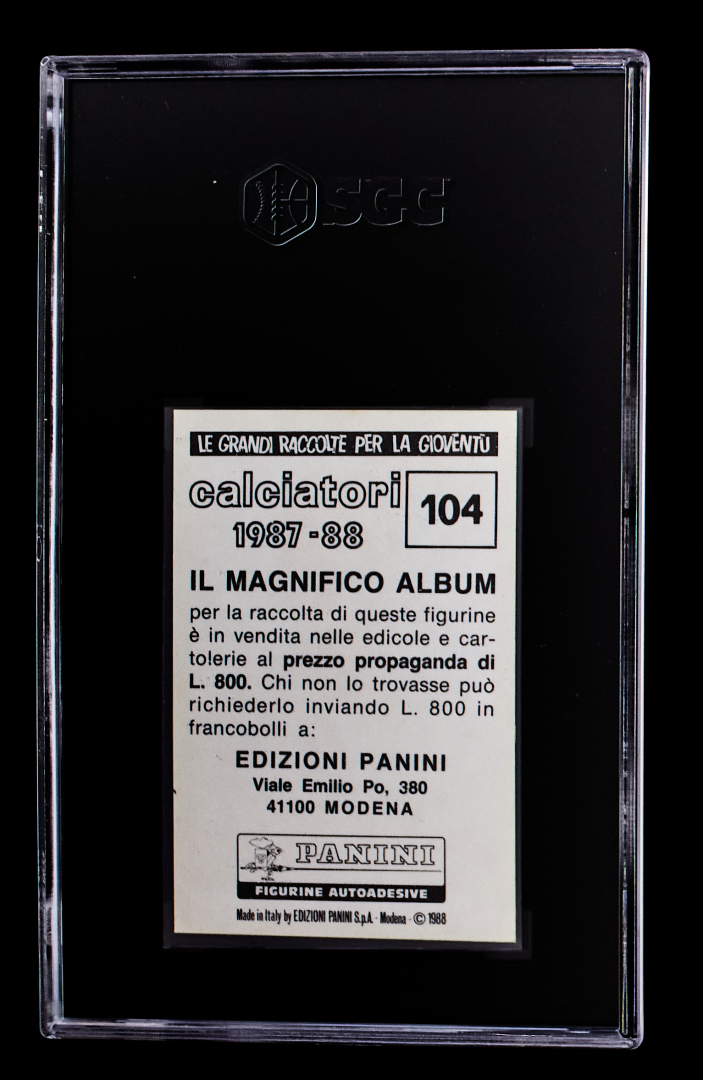 SGC
LE GRANDI RACCOLTE PER LA GIOVENTÙ
calciatori
1987-88
104
IL MAGNIFICO ALBUM
per la raccolta di queste figurine
è in vendita nelle edicole e car-
tolerie al prezzo propaganda di
L. 800. Chi non lo trovasse può
richiederlo inviando L. 800 in
francobolli a:
EDIZIONI PANINI
Viale Emilio Po, 380
41100 MODENA
PANINI
FIGURINE AUTOADESIVE
Made in Italy by EDIZIONI PANINI S.p.A. - Modena - © 1988